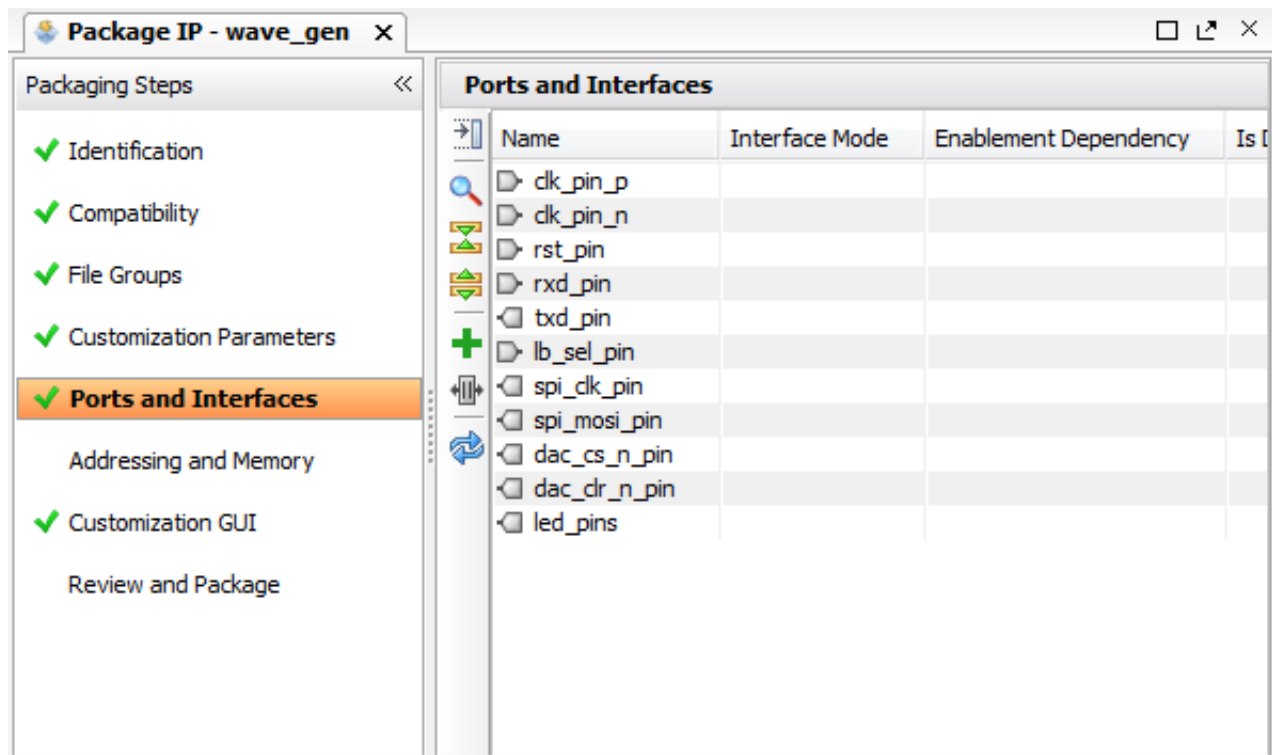 Package IP - wave_gen
Packaging Steps
Identification
Compatibility
File Groups
Customization Parameters
Ports and Interfaces
Addressing and Memory
Customization GUI
Review and Package
Ports and Interfaces
Name Interface Mode Enablement Dependency Is
clk_pin_p
clk_pin_n
rst_pin
rxd_pin
txd_pin
lb_sel_pin
spi_clk_pin
spi_mosi_pin
dac_cs_n_pin
dac_clr_n_pin
led_pins